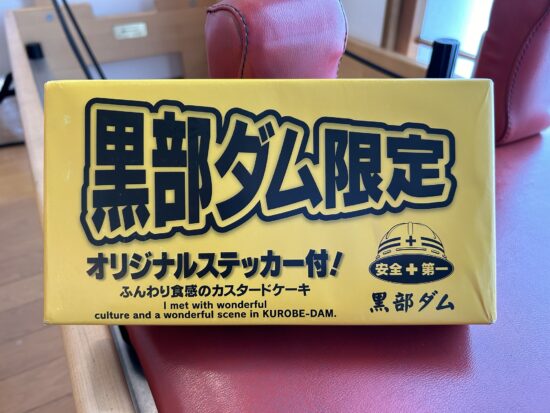 黒部ダム限定
オリジナルステッカー付!
ふんわり食感のカスタードケーキ
I met with wonderful
culture and a wonderful scene in KUROBE-DAM.
安全+第一
黒部ダム